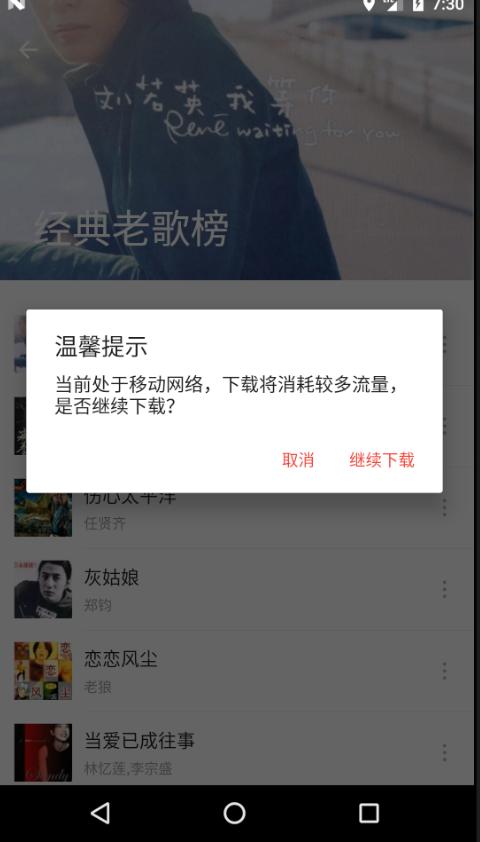 7:30
刘若英 我等你
René waiting for you
经典老歌榜
温馨提示
当前处于移动网络，下载将消耗较多流量，
是否继续下载？
取消 继续下载
伤心太平洋
任贤齐
灰姑娘
郑钧
恋恋风尘
老狼
当爱已成往事
林忆莲,李宗盛